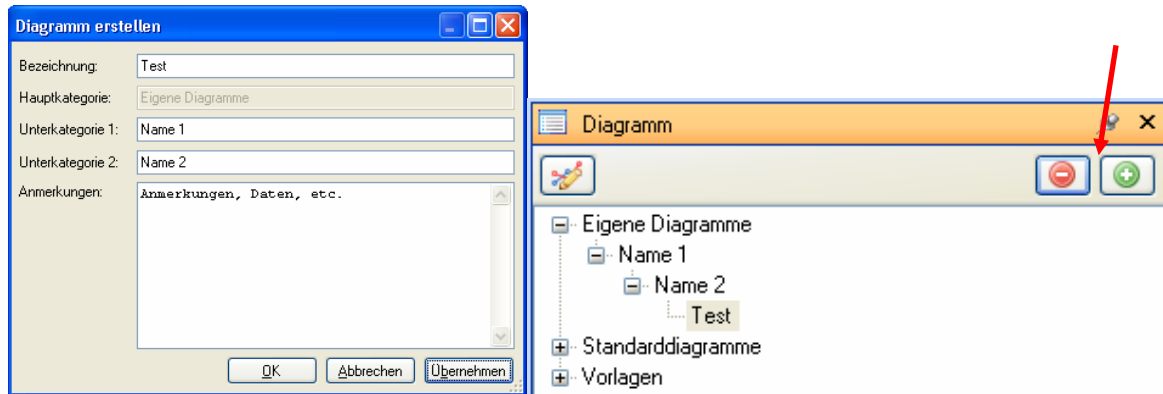 Diagramm erstellen
Bezeichnung: Test
Hauptkategorie: Eigene Diagramme
Unterkategorie 1: Name 1
Unterkategorie 2: Name 2
Anmerkungen: Anmerkungen, Daten, etc.
OK Abbrechen Übernehmen
Diagramm
Eigene Diagramme
Name 1
Name 2
Test
Standarddiagramme
Vorlagen